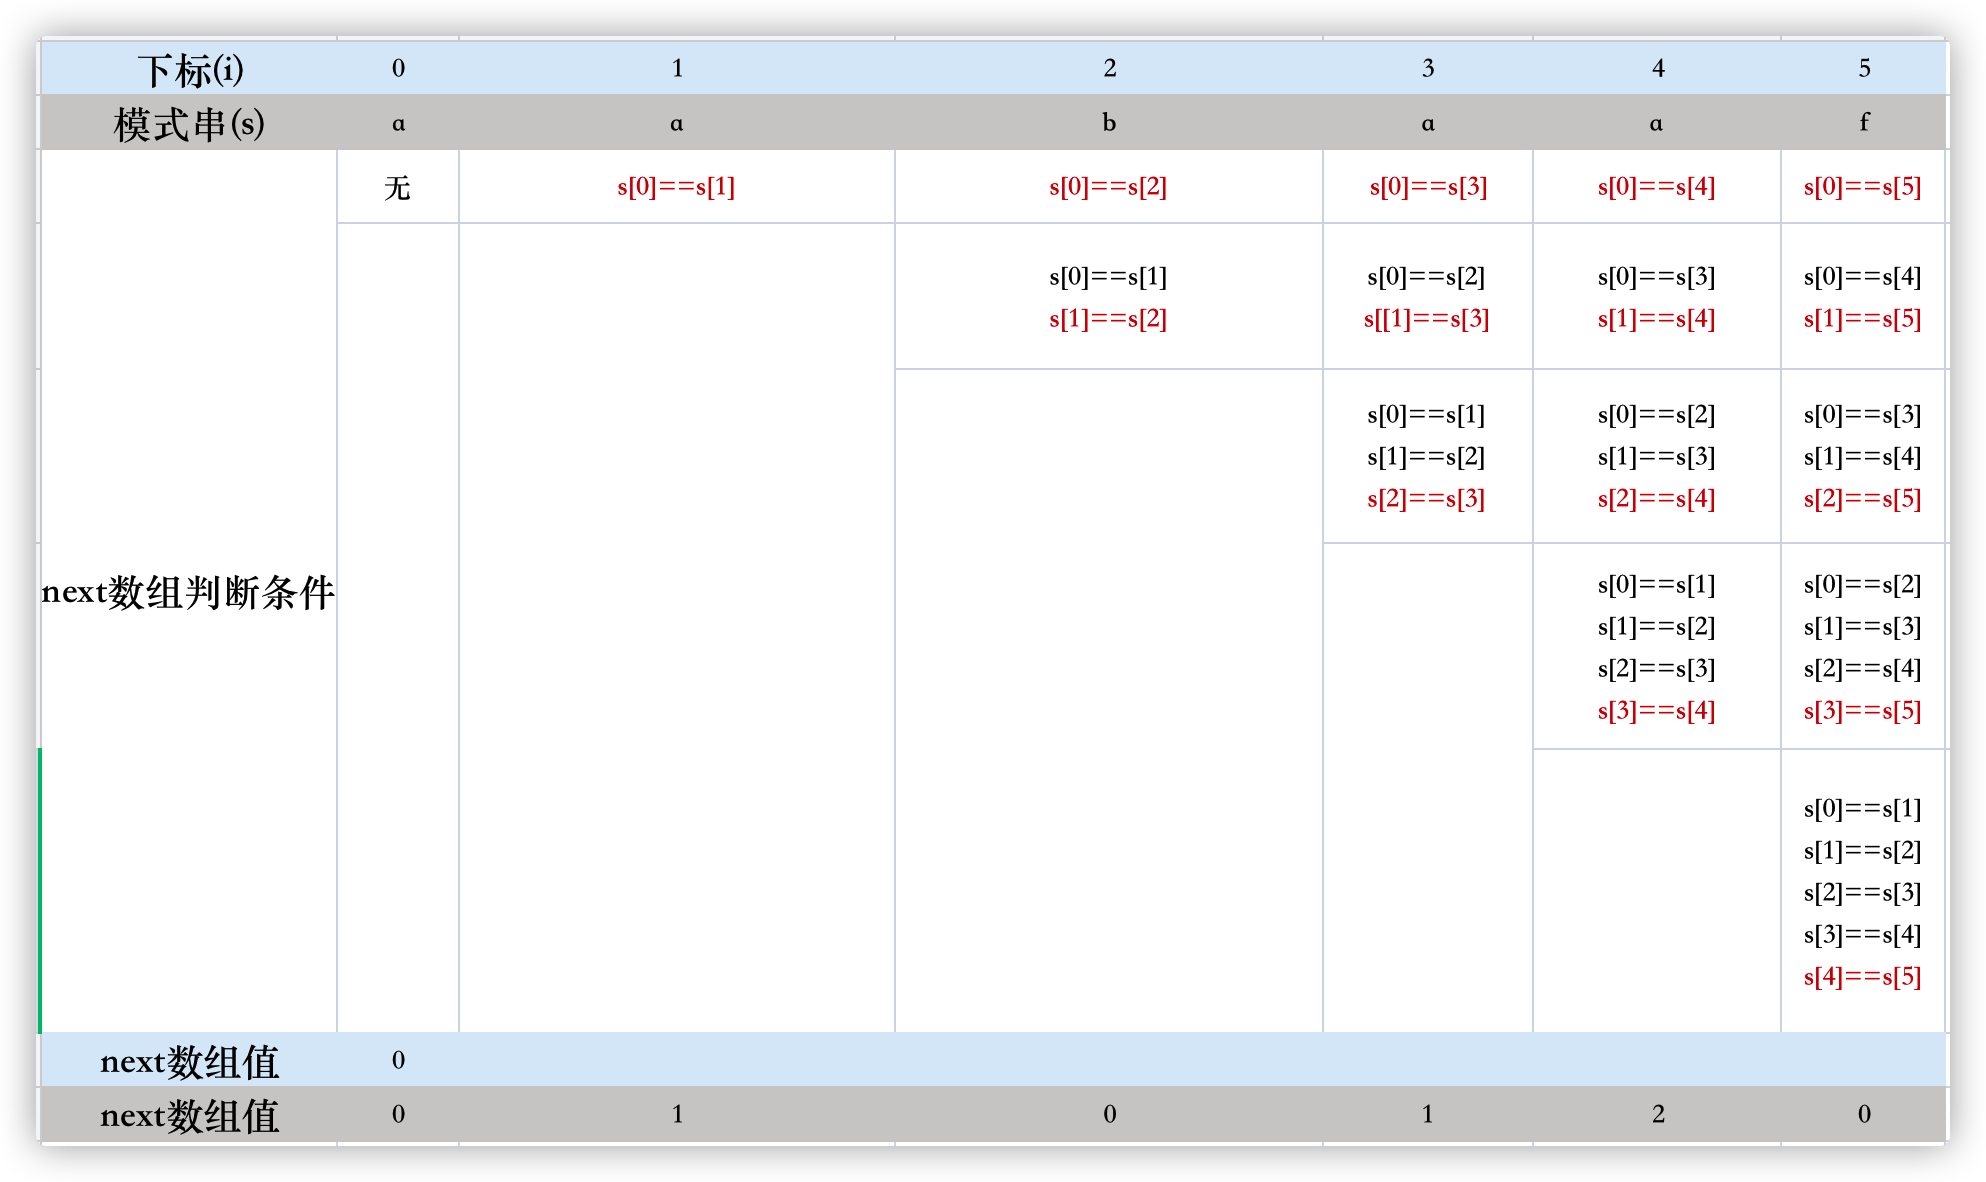 下标(i) 0 1 2 3 4 5
模式串(s) a a b a a f
无 s[0]==s[1] s[0]==s[2] s[0]==s[3] s[0]==s[4] s[0]==s[5]
s[0]==s[1] s[0]==s[2] s[0]==s[3] s[0]==s[4]
s[1]==s[2] s[[1]==s[3] s[1]==s[4] s[1]==s[5]
s[0]==s[1] s[0]==s[2] s[0]==s[3]
s[1]==s[2] s[1]==s[3] s[1]==s[4]
s[2]==s[3] s[2]==s[4] s[2]==s[5]
next数组判断条件 s[0]==s[1] s[0]==s[2]
s[1]==s[2] s[1]==s[3]
s[2]==s[3] s[2]==s[4]
s[3]==s[4] s[3]==s[5]
s[0]==s[1]
s[1]==s[2]
s[2]==s[3]
s[3]==s[4]
s[4]==s[5]
next数组值 0
next数组值 0 1 0 1 2 0